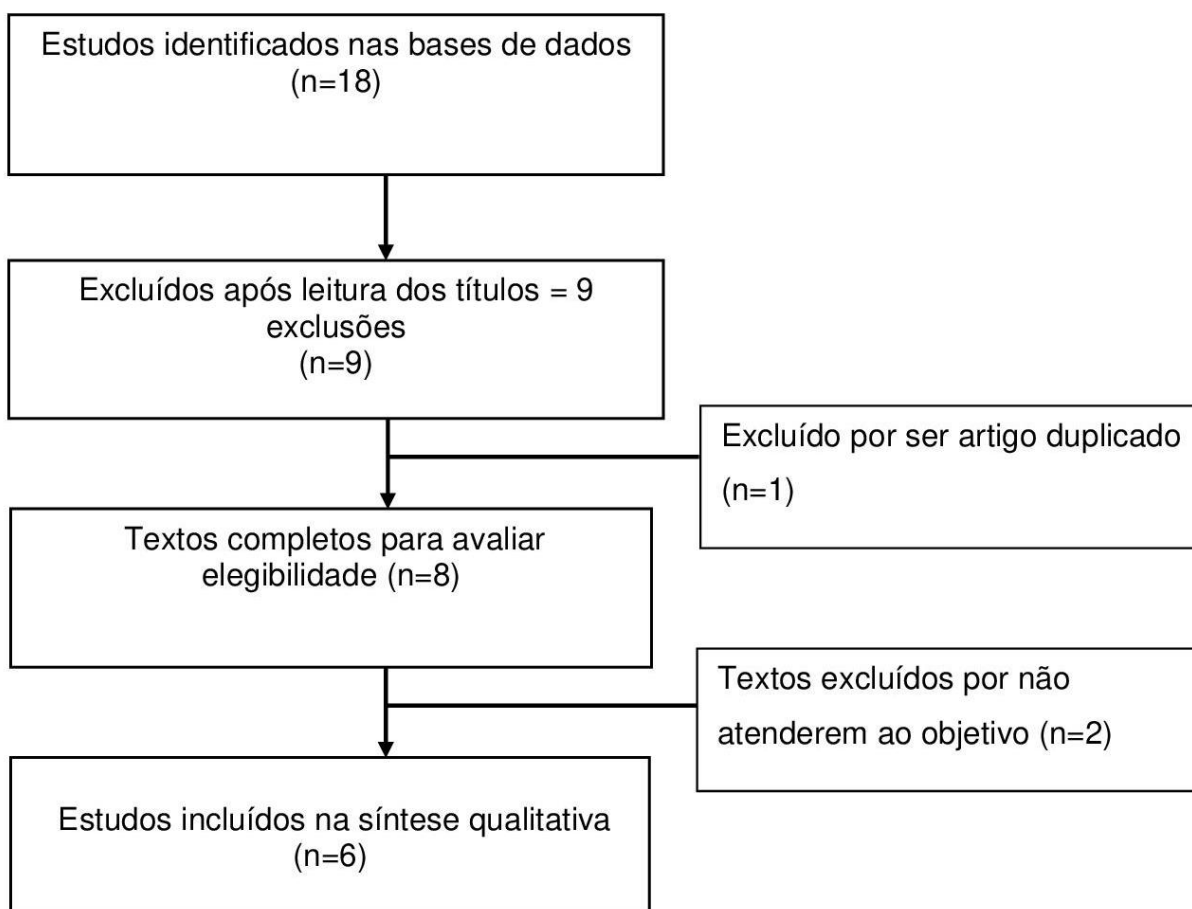 Estudos identificados nas bases de dados
(n=18)
Excluídos após leitura dos títulos = 9
exclusões
(n=9)
Excluído por ser artigo duplicado
(n=1)
Textos completos para avaliar
elegibilidade (n=8)
Textos excluídos por não
atenderem ao objetivo (n=2)
Estudos incluídos na síntese qualitativa
(n=6)